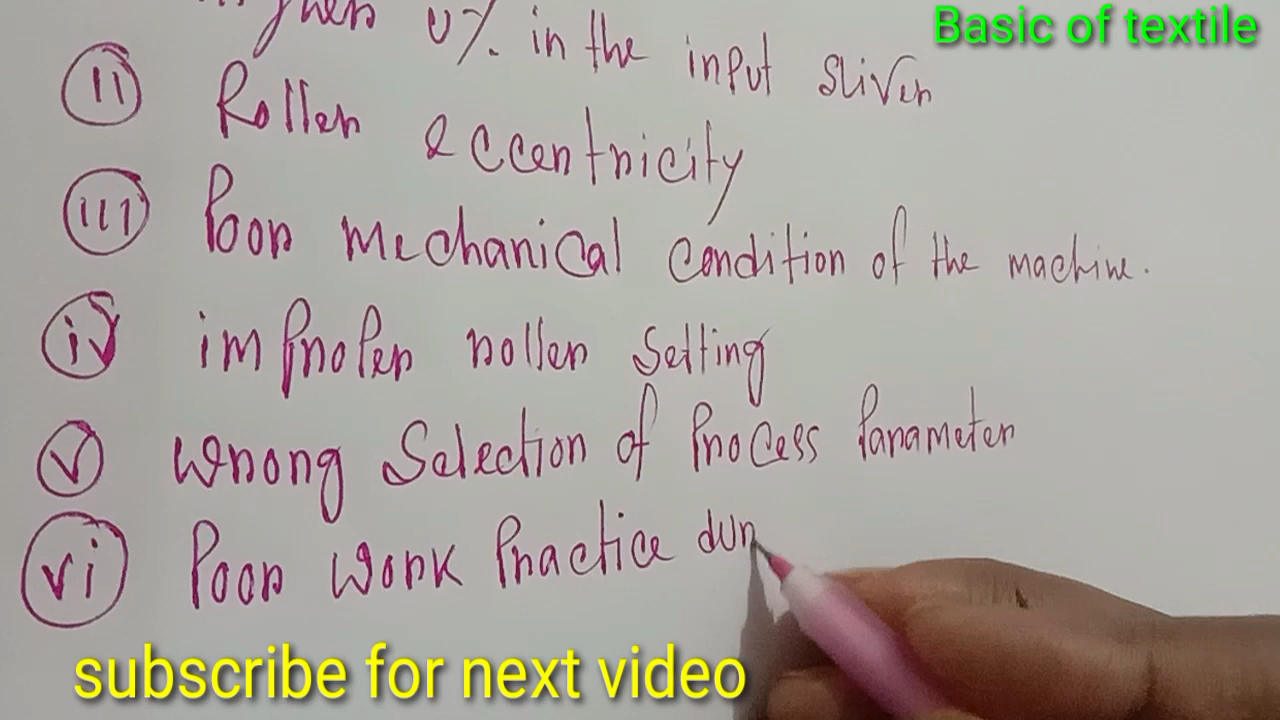 Higher U% in the input sliver
Basic of textile
ii Roller eccentricity
iii Poor mechanical condition of the machine.
iv improper roller setting
v wrong selection of process parameter
vi Poor work practice dur
subscribe for next video